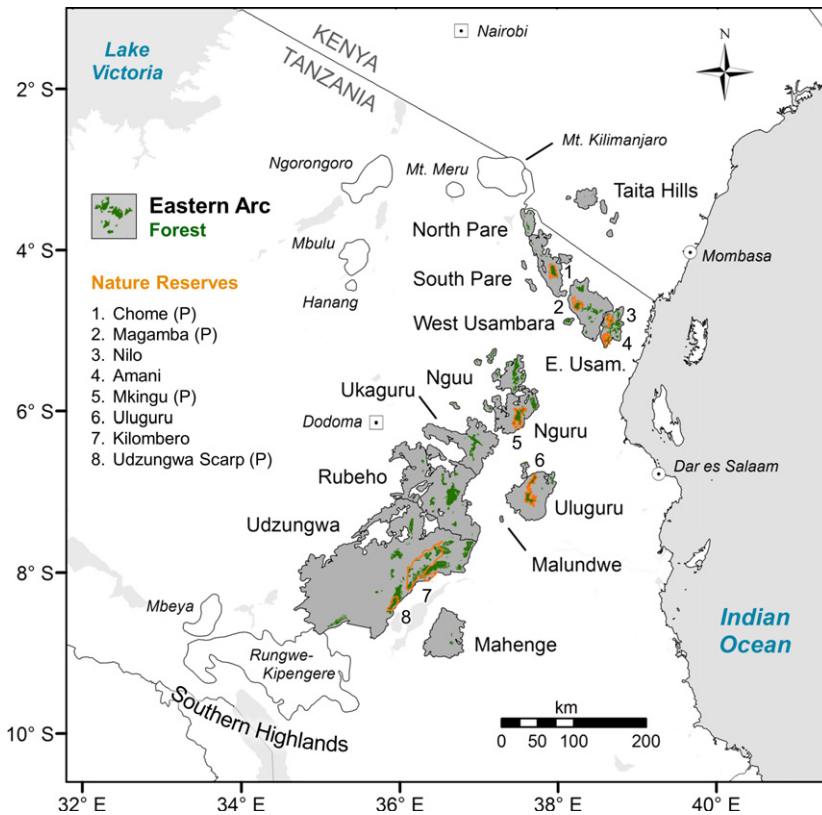 Lake
Victoria
KENYA
TANZANIA
Nairobi
N
2° S
4° S
6° S
8° S
10° S
Ngorongoro
Mt. Meru
Mt. Kilimanjaro
Taita Hills
Eastern Arc
Forest
Mbulu
Hanang
North Pare
South Pare
West Usambara
E. Usam.
1
2
3
4
Mombasa
Nature Reserves
1. Chome (P)
2. Magamba (P)
3. Nilo
4. Amani
5. Mkingu (P)
6. Uluguru
7. Kilombero
8. Udzungwa Scarp (P)
Nguu
Ukaguru
Dodoma
5
Nguru
6
Dar es Salaam
Rubeho
Uluguru
Udzungwa
Malundwe
7
8
Mbeya
Mahenge
Rungwe-
Kipengere
Southern Highlands
Indian
Ocean
km
0 50 100 200
32° E 34° E 36° E 38° E 40° E